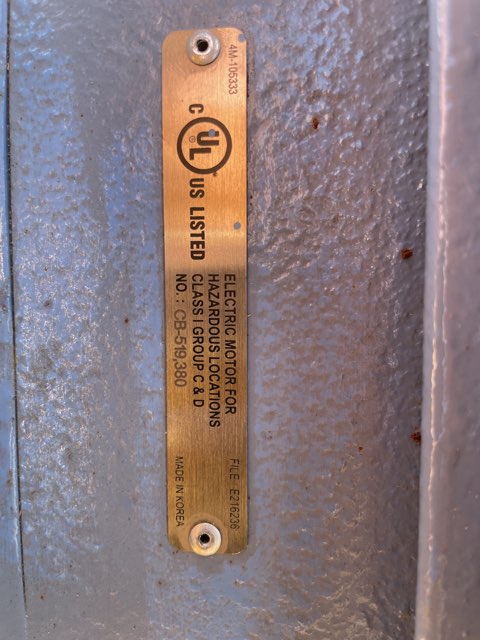 4M-105333
C UL US LISTED
®
ELECTRIC MOTOR FOR
HAZARDOUS LOCATIONS
CLASS I GROUP C & D
NO. : CB-519,380
FILE : E216236
MADE IN KOREA